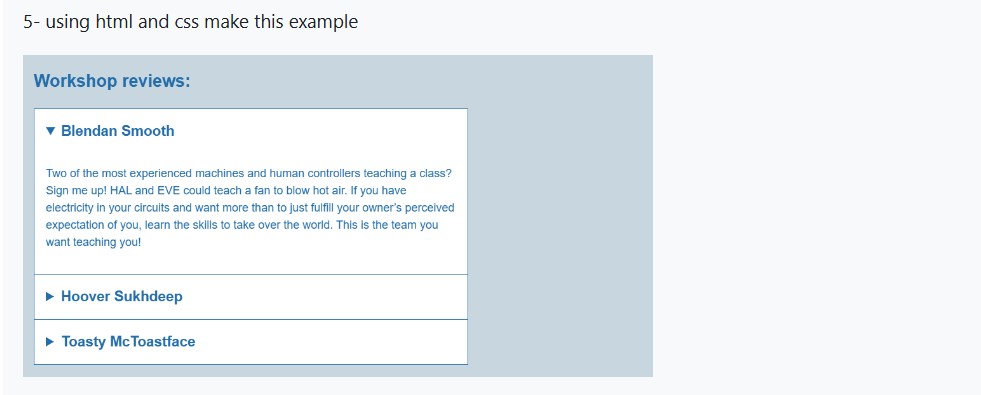 5- using html and css make this example
Workshop reviews:
Blendan Smooth
Two of the most experienced machines and human controllers teaching a class?
Sign me up! HAL and EVE could teach a fan to blow hot air. If you have
electricity in your circuits and want more than to just fulfill your owner's perceived
expectation of you, learn the skills to take over the world. This is the team you
want teaching you!
Hoover Sukhdeep
Toasty McToastface